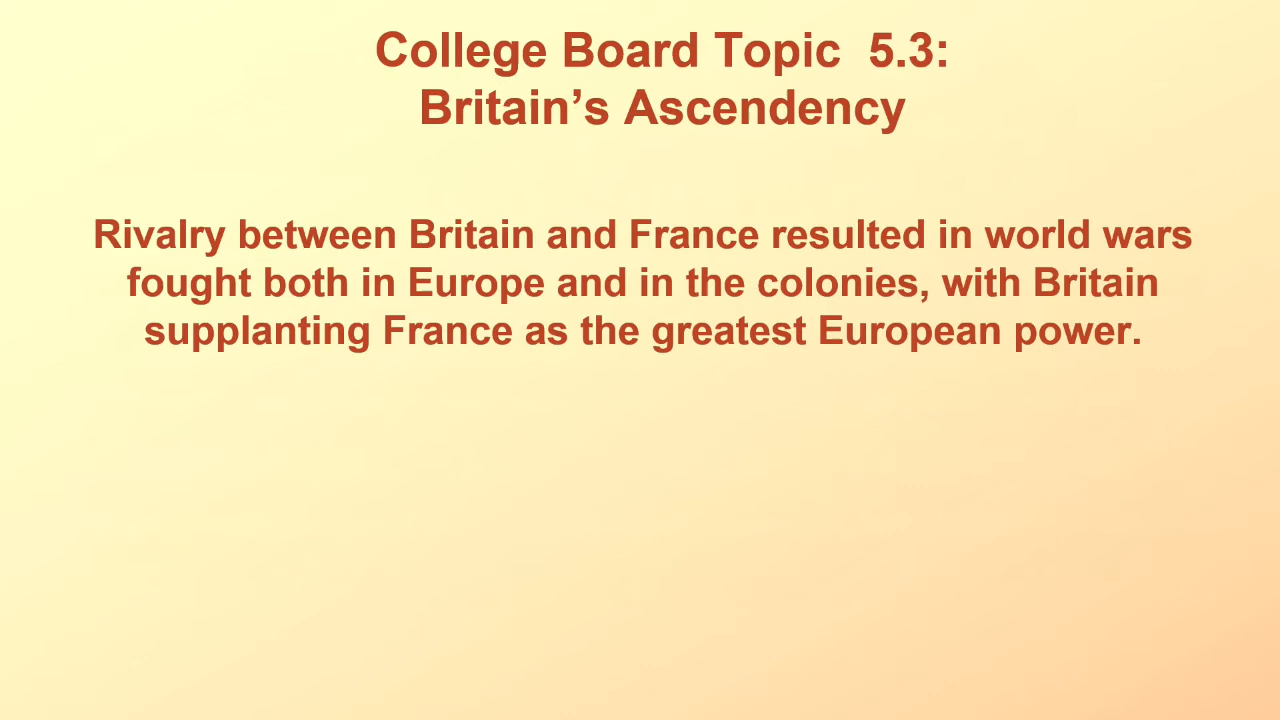 College Board Topic  5.3:
Britain’s Ascendency
Rivalry between Britain and France resulted in world wars
fought both in Europe and in the colonies, with Britain
supplanting France as the greatest European power.